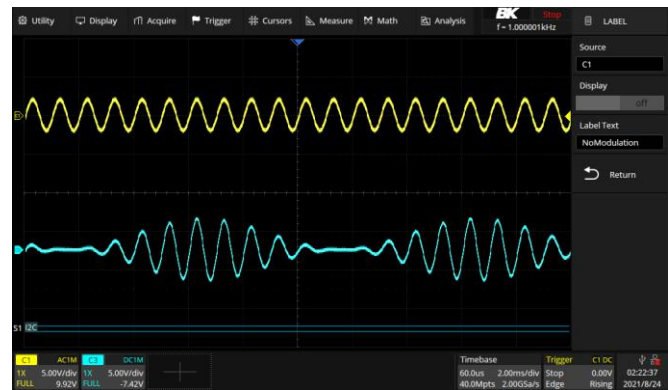 Utility Display Acquire Trigger Cursors Measure Math Analysis BK Stop
f = 1.000001kHz
LABEL
Source
C1
Display
off
Label Text
NoModulation
Return
S1 I2C
C1 AC1M C3 DC1M Timebase Trigger C1 DC
1X 5.00V/div 1X 5.00V/div 60.0us 2.00ms/div Stop 0.00V 02:22:37
FULL 9.92V FULL -7.42V 40.0Mpts 2.00GSa/s Edge Rising 2021/8/24